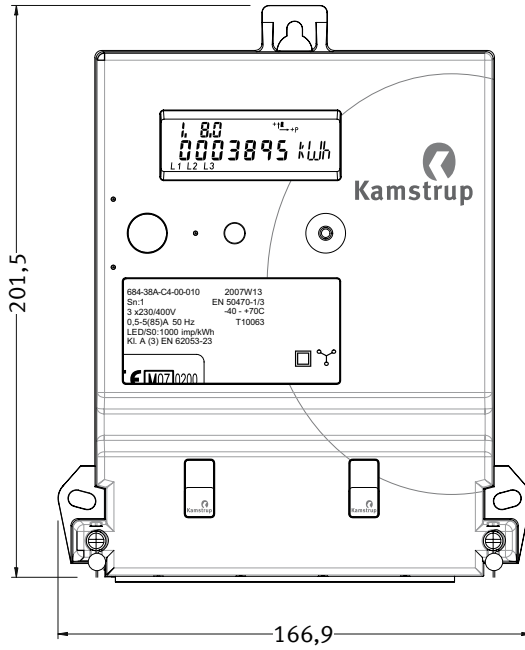 1. 8.0
+P
0003895 kWh
L1 L2 L3
Kamstrup
684-38A-C4-00-010 2007W13
Sn:1 EN 50470-1/3
3 x230/400V -40 - +70C
0,5-5(85)A 50 Hz T10063
LED/S0:1000 imp/kWh
Kl. A (3) EN 62053-23
CE M07 0200
Kamstrup
Kamstrup
201,5
166,9